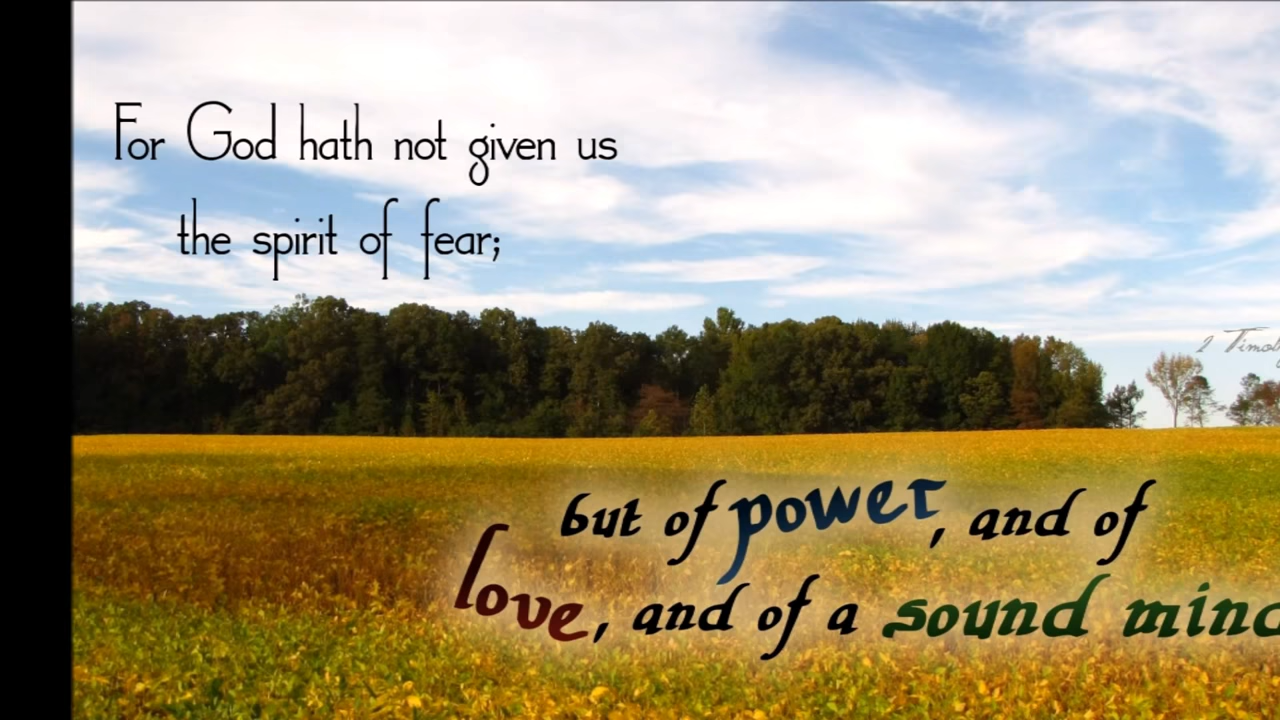 For God hath not given us
the spirit of fear;
but of power, and of
love, and of a sound mind